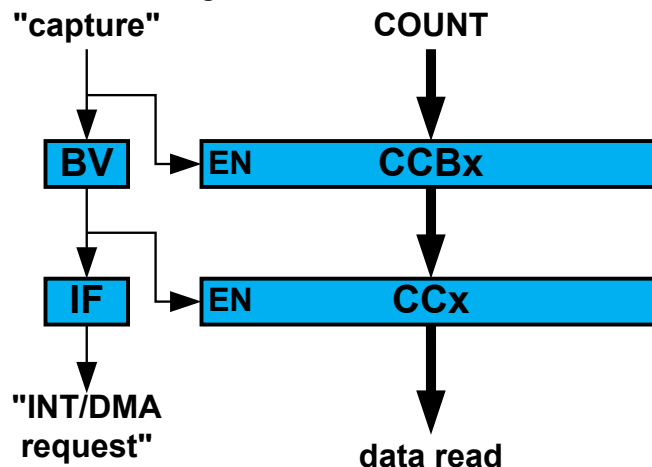 "capture"
COUNT
BV
EN
CCBx
IF
EN
CCx
"INT/DMA
request"
data read